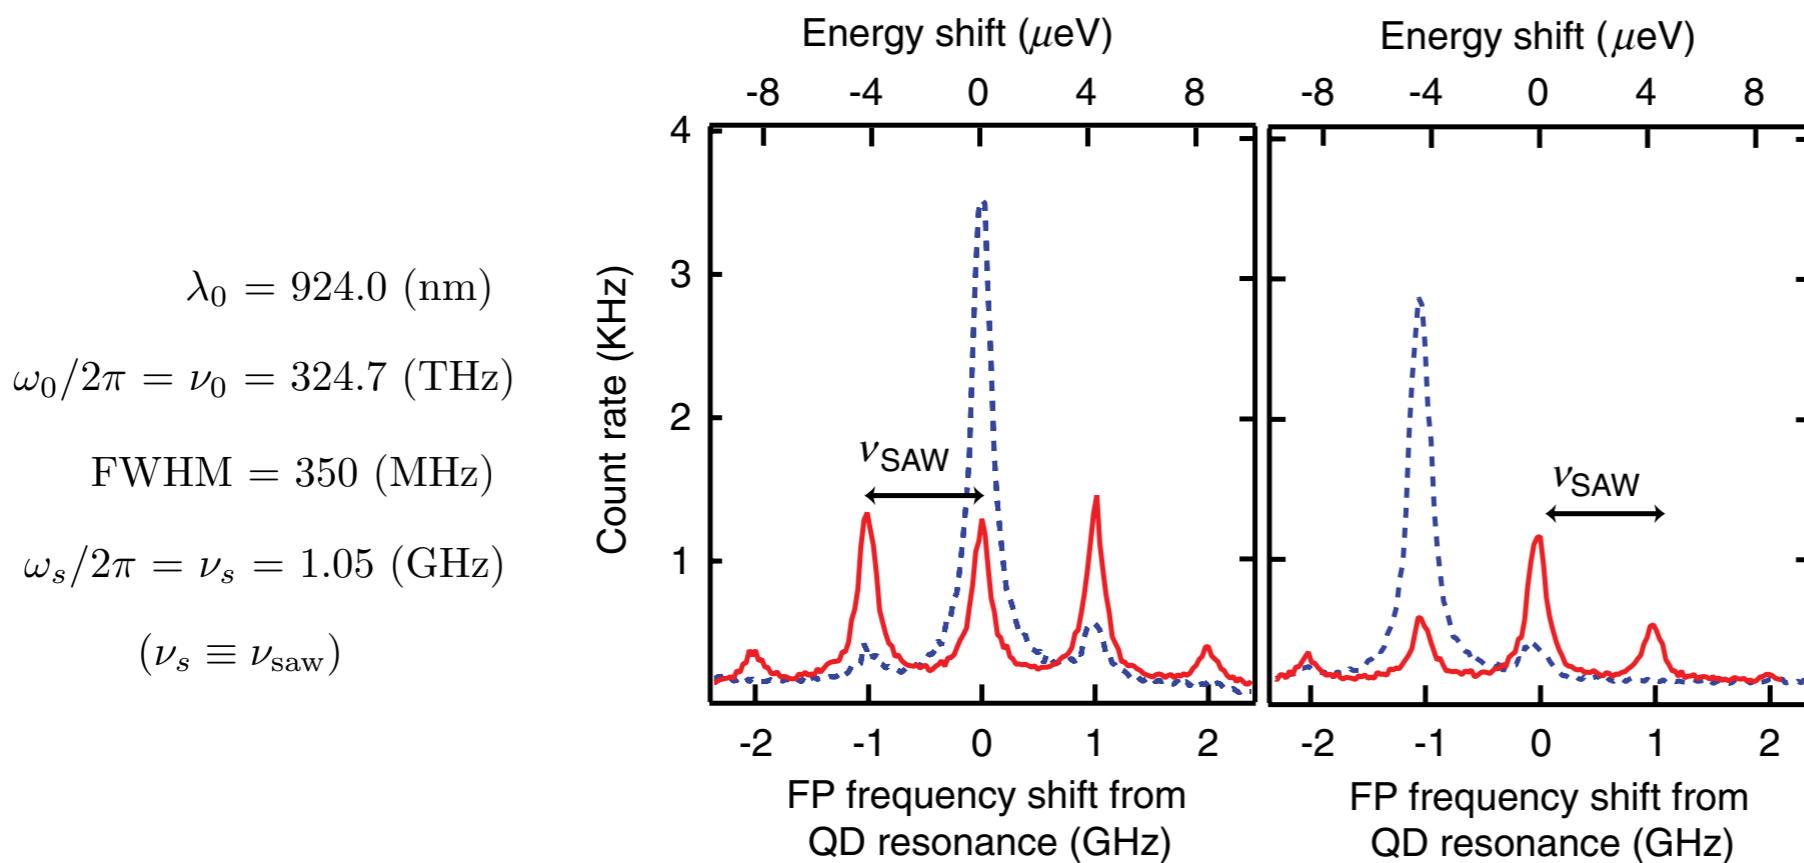 λ₀ = 924.0 (nm)
ω₀/2π = ν₀ = 324.7 (THz)
FWHM = 350 (MHz)
ωₛ/2π = νₛ = 1.05 (GHz)
(νₛ ≡ ν_saw)
Energy shift (μeV)
-8 -4 0 4 8
4
3
2
1
Count rate (KHz)
ν_SAW
-2 -1 0 1 2
FP frequency shift from
QD resonance (GHz)
Energy shift (μeV)
-8 -4 0 4 8
ν_SAW
-2 -1 0 1 2
FP frequency shift from
QD resonance (GHz)